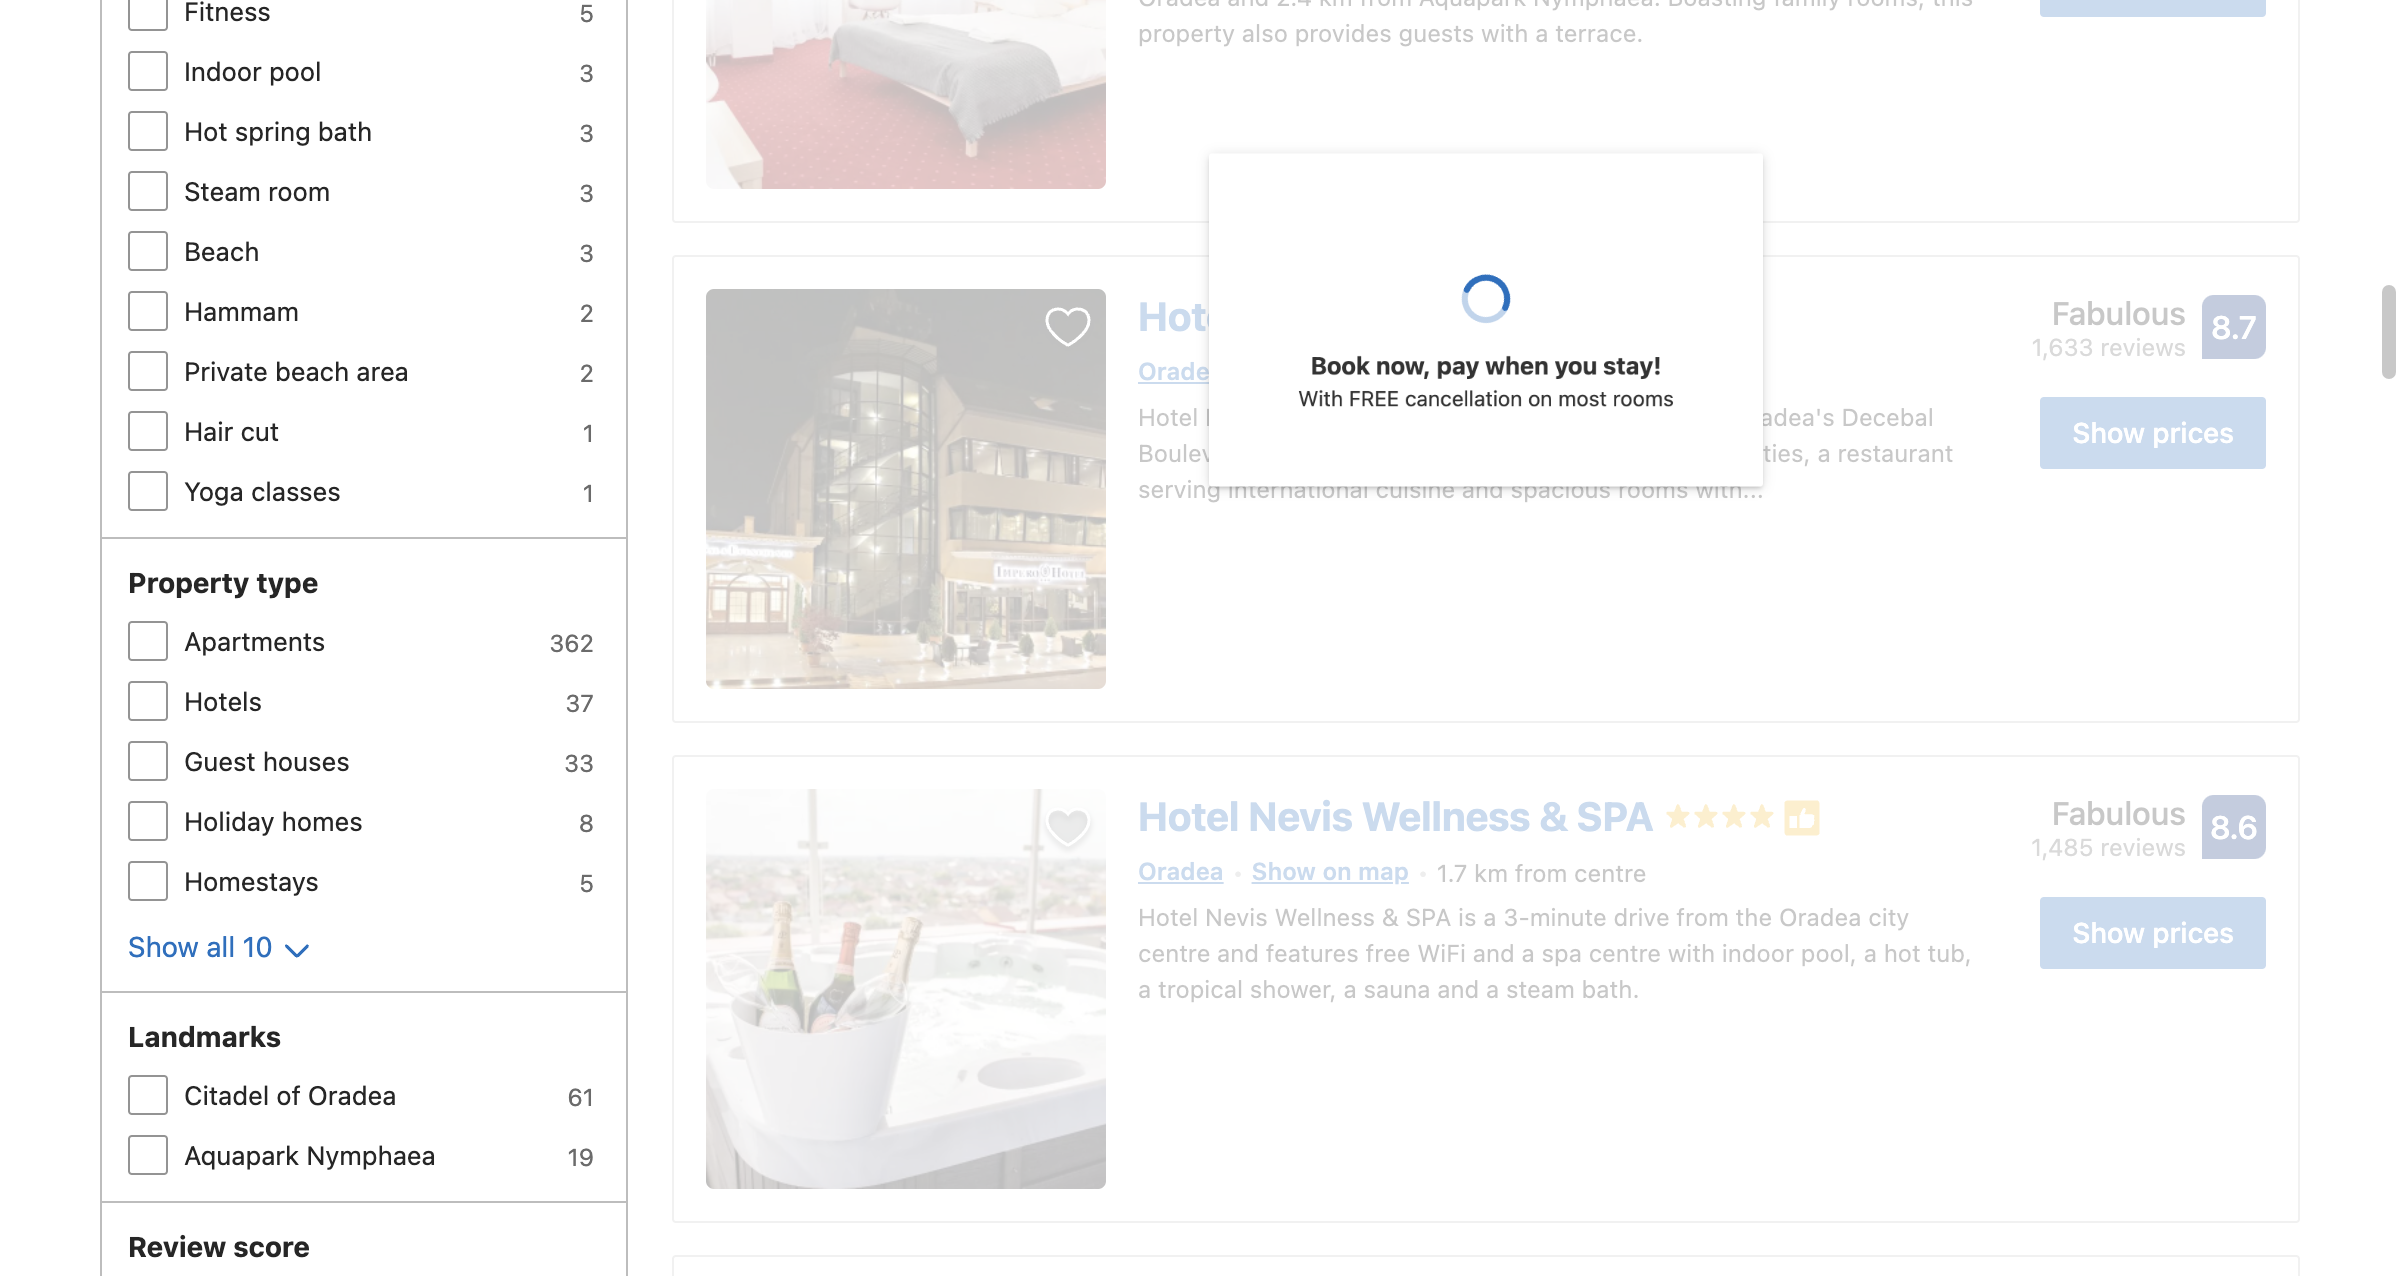 Fitness 5
Indoor pool 3
Hot spring bath 3
Steam room 3
Beach 3
Hammam 2
Private beach area 2
Hair cut 1
Yoga classes 1
Property type
Apartments 362
Hotels 37
Guest houses 33
Holiday homes 8
Homestays 5
Show all 10
Landmarks
Citadel of Oradea 61
Aquapark Nymphaea 19
Review score
Oradea and 2.4 km from Aquapark Nymphaea. Boasting family rooms, this
property also provides guests with a terrace.
Book now, pay when you stay!
With FREE cancellation on most rooms
Hot
Orade
Hotel
adea's Decebal
Boulev
ties, a restaurant
serving international cuisine and spacious rooms with...
Fabulous 8.7
1,633 reviews
Show prices
IMPERO HOTEL
Hotel Nevis Wellness & SPA
Oradea • Show on map • 1.7 km from centre
Hotel Nevis Wellness & SPA is a 3-minute drive from the Oradea city
centre and features free WiFi and a spa centre with indoor pool, a hot tub,
a tropical shower, a sauna and a steam bath.
Fabulous 8.6
1,485 reviews
Show prices